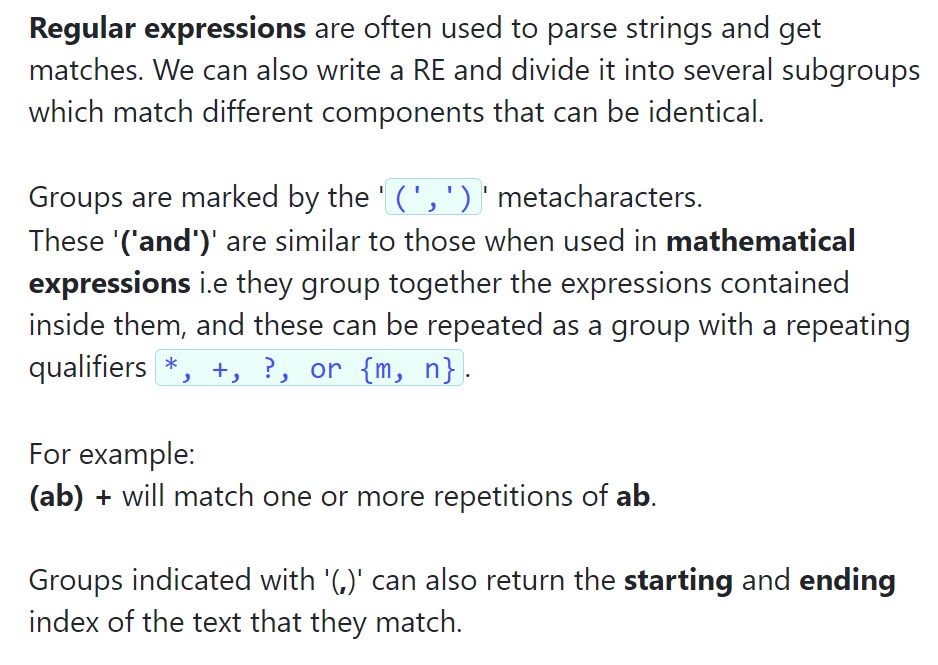 Regular expressions are often used to parse strings and get
matches. We can also write a RE and divide it into several subgroups
which match different components that can be identical.
Groups are marked by the '(',')' metacharacters.
These '('and')' are similar to those when used in mathematical
expressions i.e they group together the expressions contained
inside them, and these can be repeated as a group with a repeating
qualifiers *, +, ?, or {m, n}.
For example:
(ab) + will match one or more repetitions of ab.
Groups indicated with '(,)' can also return the starting and ending
index of the text that they match.